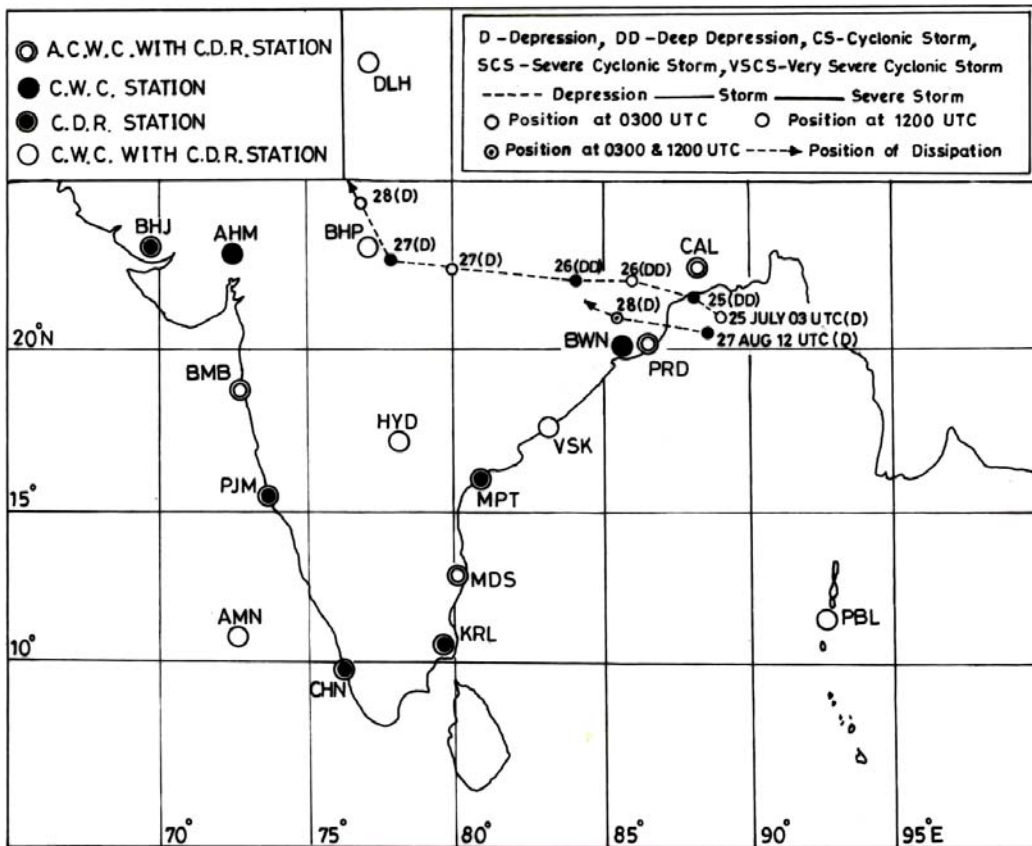 A.C.W.C. WITH C.D.R. STATION
C.W.C. STATION
C.D.R. STATION
C.W.C. WITH C.D.R. STATION
DLH
D -Depression, DD -Deep Depression, CS-Cyclonic Storm,
SCS -Severe Cyclonic Storm, VSCS-Very Severe Cyclonic Storm
Depression Storm Severe Storm
Position at 0300 UTC Position at 1200 UTC
Position at 0300 & 1200 UTC Position of Dissipation
28(D)
BHJ
AHM
BHP
27(D)
27(D)
26(DD)
26(DD)
CAL
25(DD)
25 JULY 03 UTC(D)
28(D)
27 AUG 12 UTC(D)
20°N
BWN
PRD
BMB
HYD
VSK
PJM
MPT
15°
MDS
AMN
KRL
PBL
10°
CHN
70° 75° 80° 85° 90° 95°E